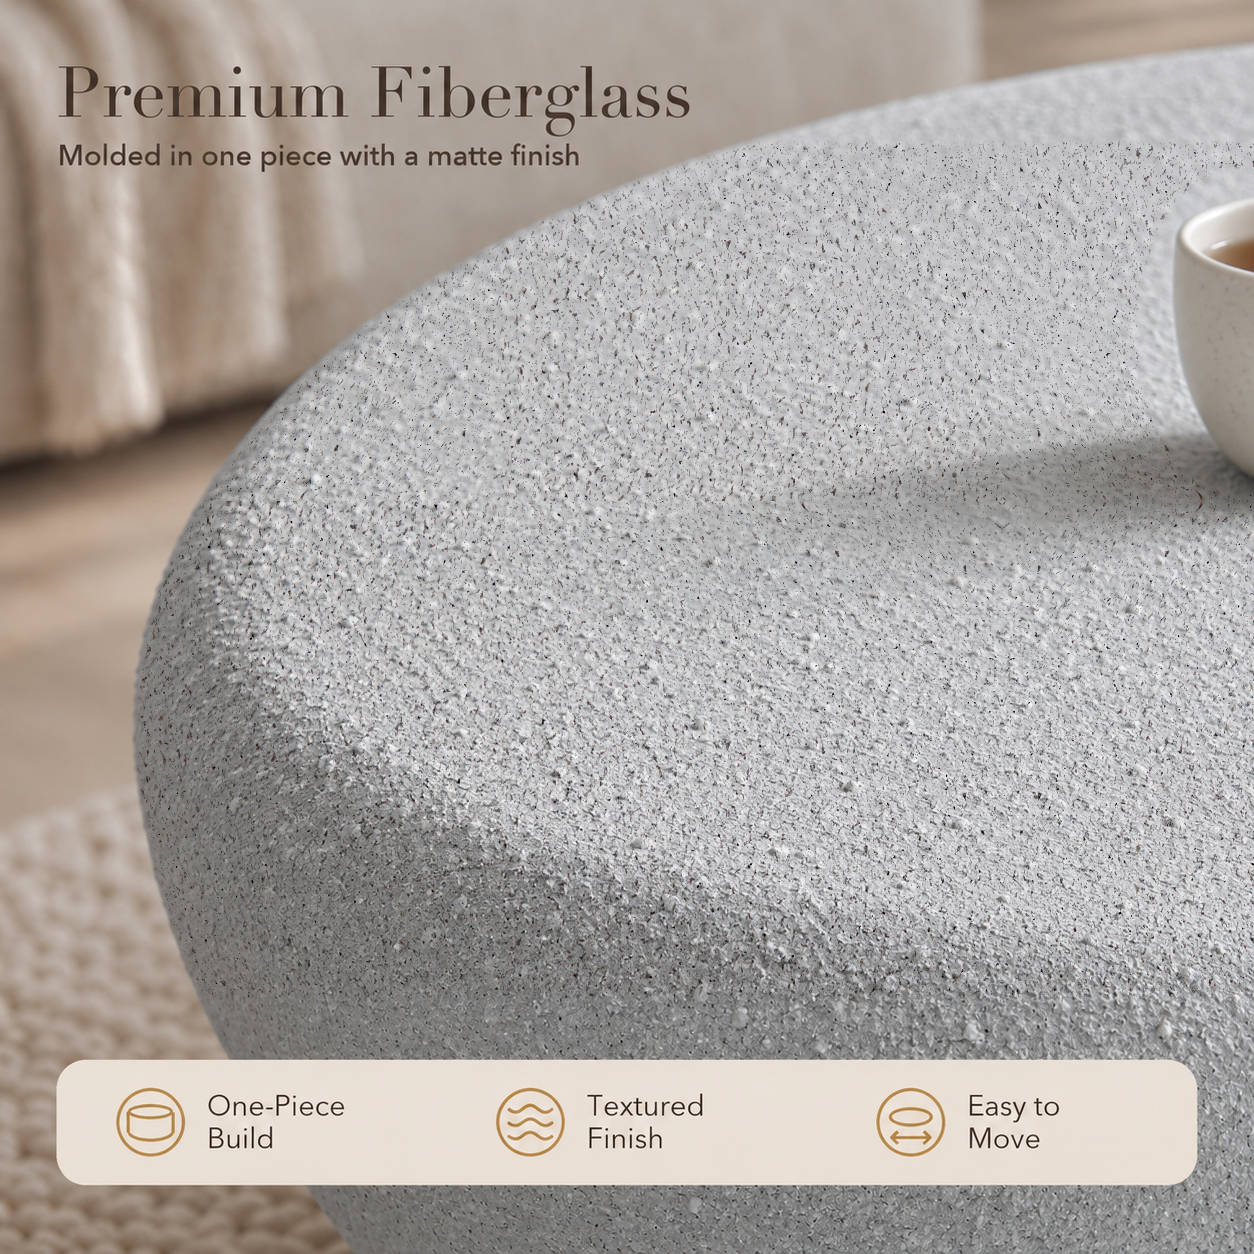 Premium Fiberglass
Molded in one piece with a matte finish
One-Piece
Build
Textured
Finish
Easy to
Move